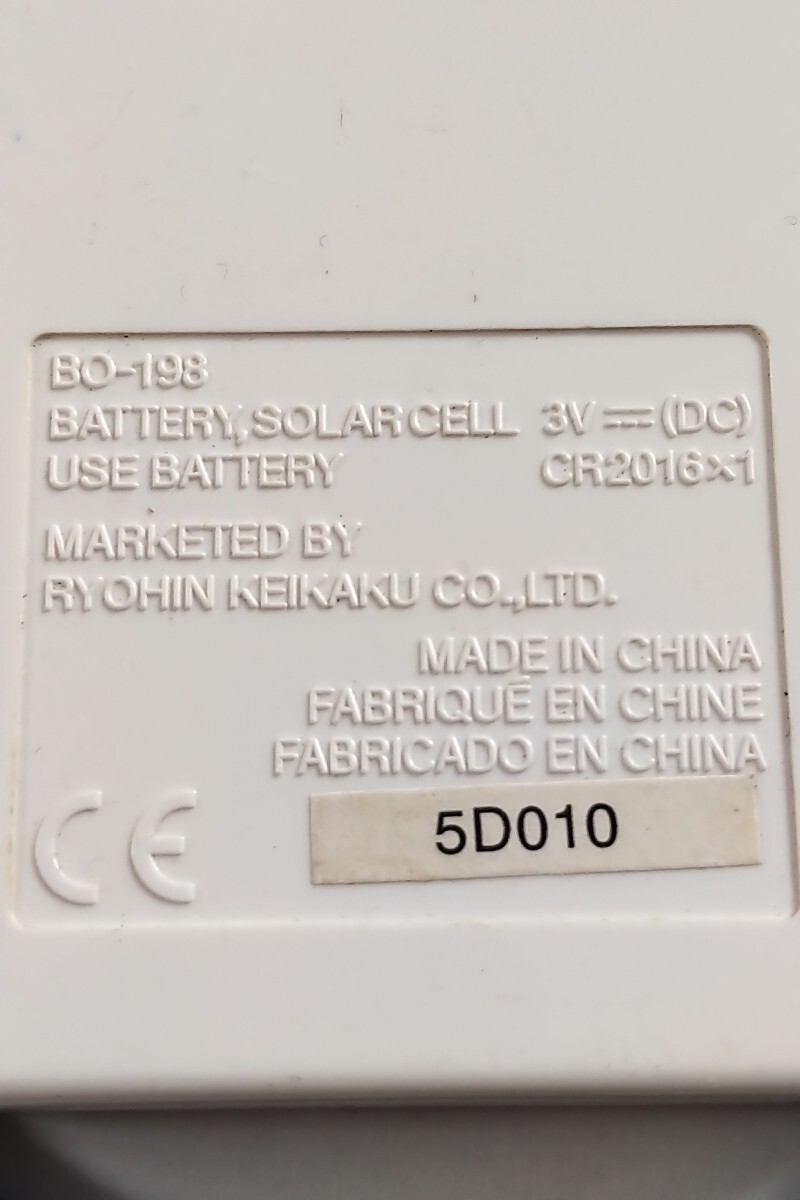 BO-198
BATTERY, SOLAR CELL 3V ⎓ (DC)
USE BATTERY CR2016×1
MARKETED BY
RYOHIN KEIKAKU CO.,LTD.
MADE IN CHINA
FABRIQUÉ EN CHINE
FABRICADO EN CHINA
CE 5D010